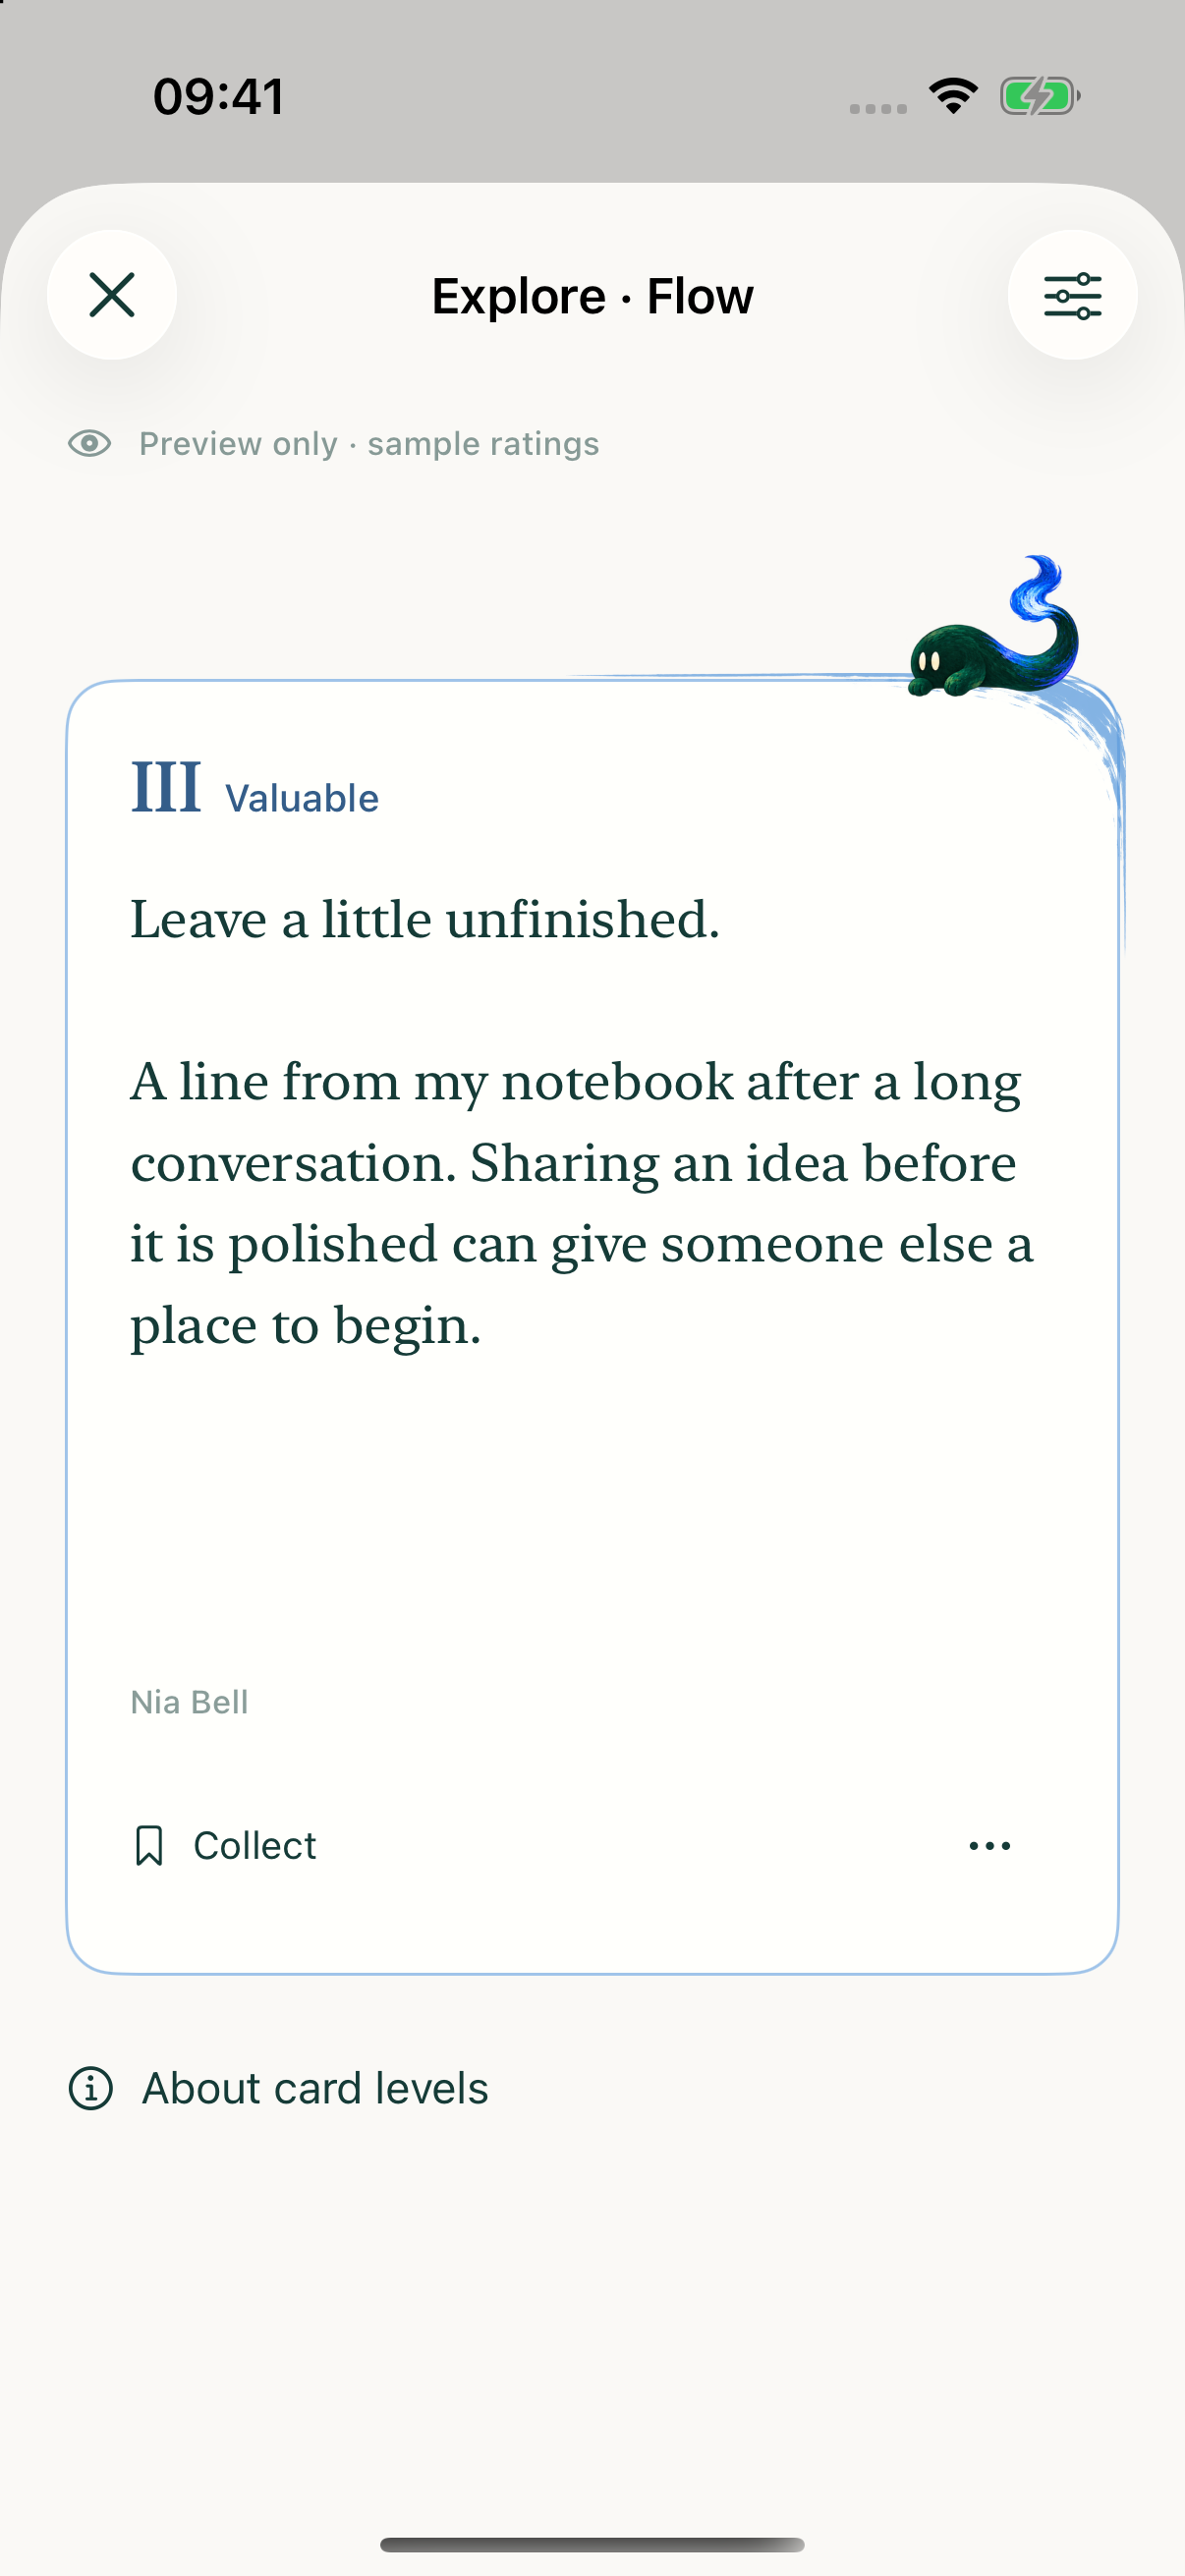 09:41
Explore · Flow
Preview only · sample ratings
III Valuable
Leave a little unfinished.
A line from my notebook after a long
conversation. Sharing an idea before
it is polished can give someone else a
place to begin.
Nia Bell
Collect
About card levels